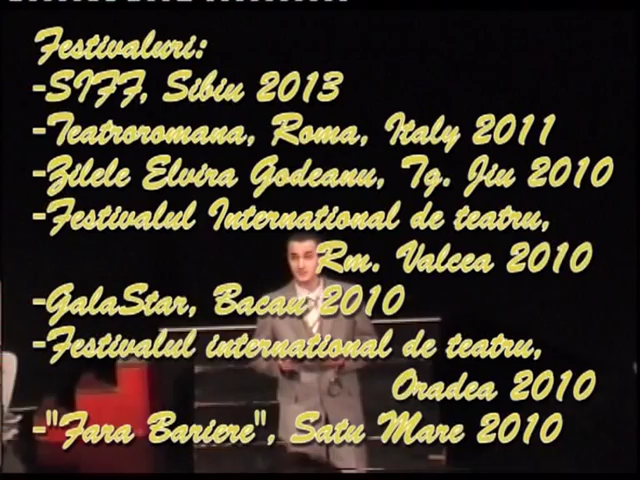 Festivaluri:
-SIFF, Sibiu 2013
-Teatroromana, Roma, Italy 2011
-Zilele Elvira Godeanu, Tg. Jiu 2010
-Festivalul International de teatru,
Rm. Valcea 2010
-GalaStar, Bacau 2010
-Festivalul international de teatru,
Oradea 2010
-"Fara Bariere", Satu Mare 2010